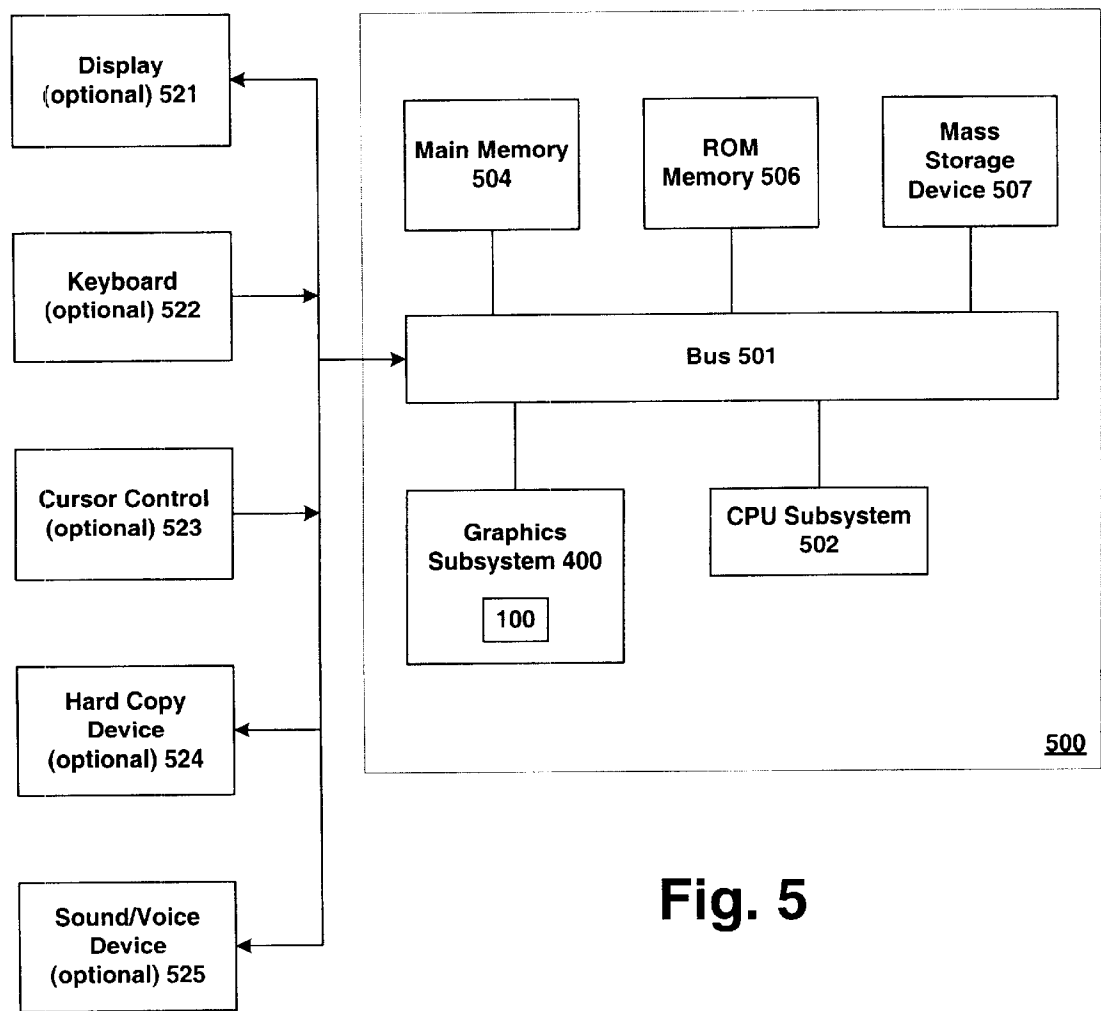 Display
(optional) 521
Keyboard
(optional) 522
Cursor Control
(optional) 523
Hard Copy
Device
(optional) 524
Sound/Voice
Device
(optional) 525
Main Memory
504
ROM
Memory 506
Mass
Storage
Device 507
Bus 501
Graphics
Subsystem 400
100
CPU Subsystem
502
500
Fig. 5